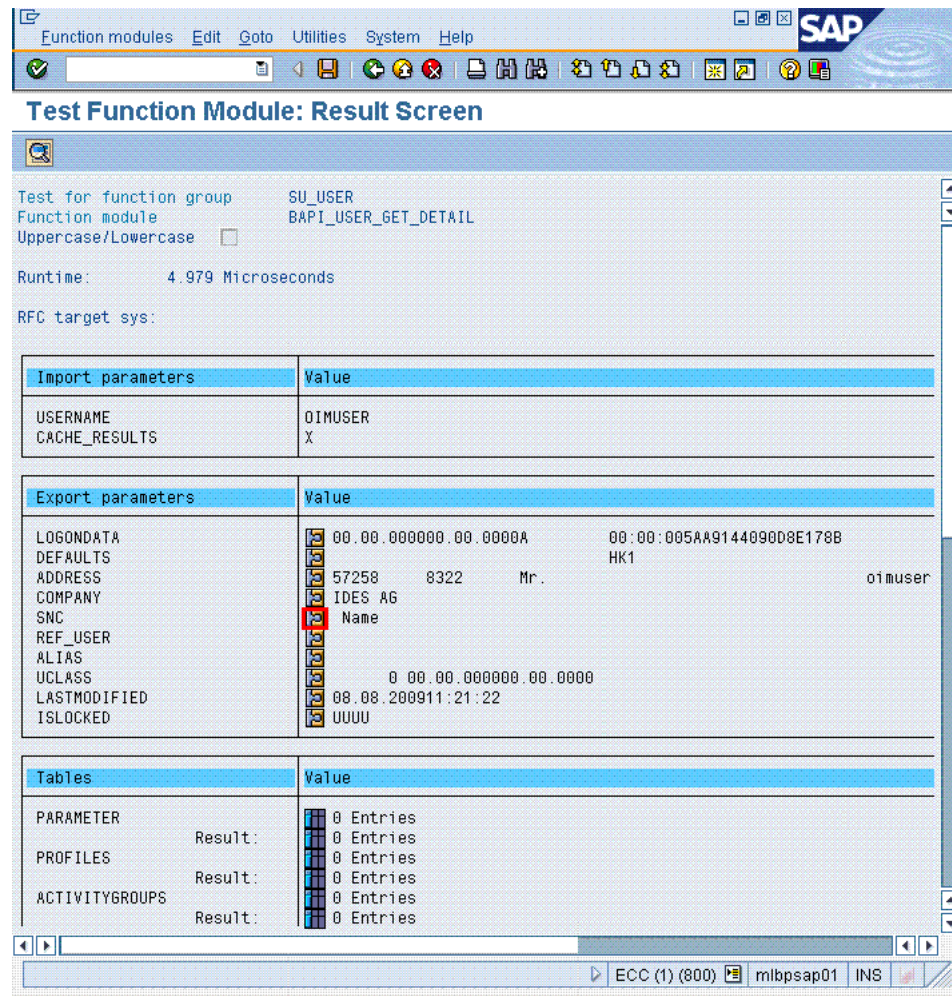 Function modules Edit Goto Utilities System Help
SAP
Test Function Module: Result Screen
Test for function group SU_USER
Function module BAPI_USER_GET_DETAIL
Uppercase/Lowercase
Runtime: 4.979 Microseconds
RFC target sys:
Import parameters Value
USERNAME OIMUSER
CACHE_RESULTS X
Export parameters Value
LOGONDATA 00.00.000000.00.0000A 00:00:005AA9144090D8E178B
DEFAULTS HK1
ADDRESS 57258 8322 Mr. oimuser
COMPANY IDES AG
SNC Name
REF_USER
ALIAS
UCLASS 0 00.00.000000.00.0000
LASTMODIFIED 08.08.200911:21:22
ISLOCKED UUUU
Tables Value
PARAMETER 0 Entries
Result: 0 Entries
PROFILES 0 Entries
Result: 0 Entries
ACTIVITYGROUPS 0 Entries
Result: 0 Entries
ECC (1) (800) mlbpsap01 INS